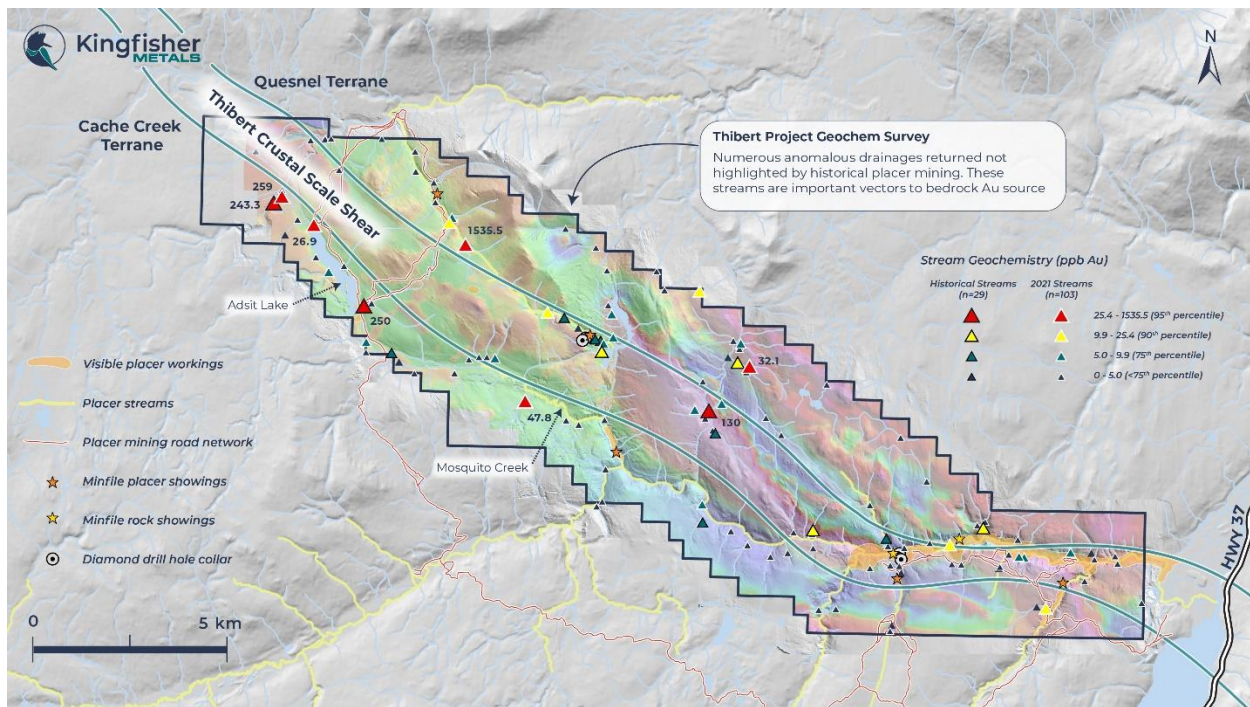 Kingfisher
METALS
N
Quesnel Terrane
Cache Creek
Terrane
Thibert Crustal Scale Shear
Thibert Project Geochem Survey
Numerous anomalous drainages returned not
highlighted by historical placer mining. These
streams are important vectors to bedrock Au source
259
243.3
26.9
1535.5
Adsit Lake
250
32.1
47.8
130
Mosquito Creek
Stream Geochemistry (ppb Au)
Historical Streams
(n=29)
2021 Streams
(n=103)
25.4 - 1535.5 (95th percentile)
9.9 - 25.4 (90th percentile)
5.0 - 9.9 (75th percentile)
0 - 5.0 (<75th percentile)
Visible placer workings
Placer streams
Placer mining road network
Minfile placer showings
Minfile rock showings
Diamond drill hole collar
0 5 km
HWY 37